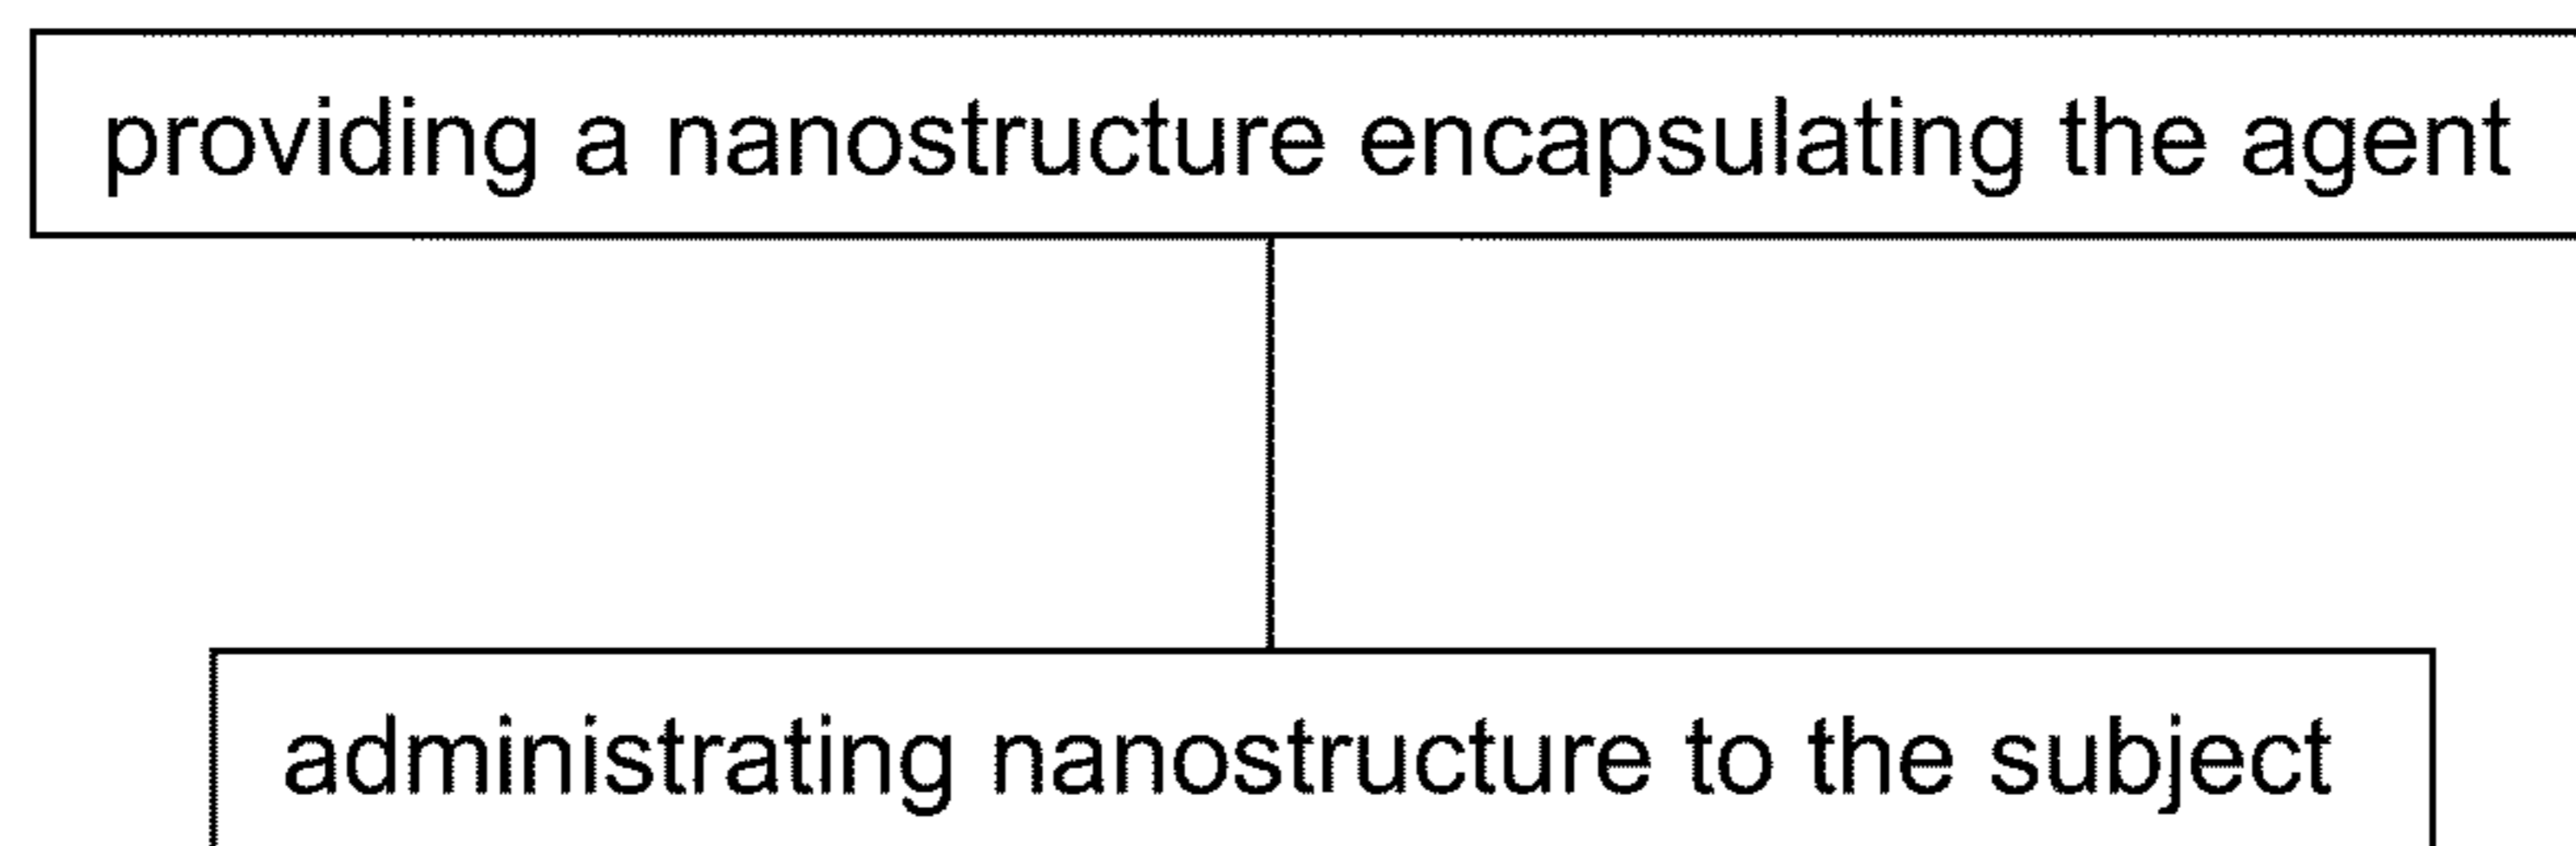 providing a nanostructure encapsulating the agent
administrating nanostructure to the subject